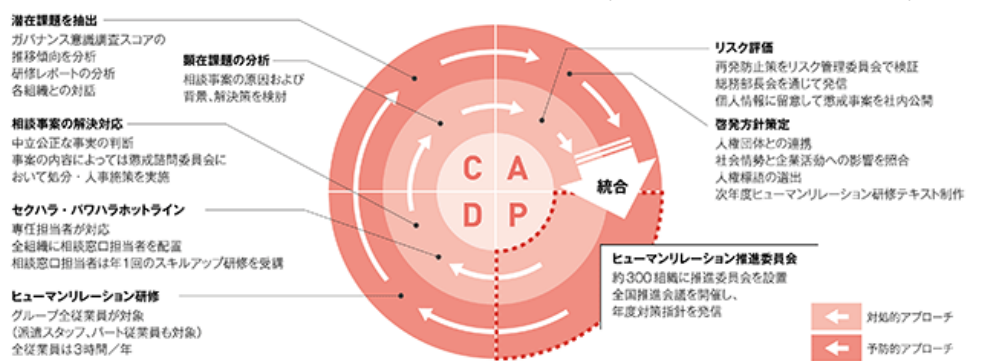 潜在課題を抽出
ガバナンス意識調査スコアの
推移傾向を分析
研修レポートの分析
各組織との対話
顕在課題の分析
相談事案の原因および
背景、解決策を検討
相談事案の解決対応
中立公正な事実の判断
事案の内容によっては懲戒諮問委員会に
おいて処分・人事施策を実施
セクハラ・パワハラホットライン
専任担当者が対応
全組織に相談窓口担当者を配置
相談窓口担当者は年1回のスキルアップ研修を受講
ヒューマンリレーション研修
グループ全従業員が対象
(派遣スタッフ、パート従業員も対象)
全従業員は3時間/年
C A
D P
統合
リスク評価
再発防止策をリスク管理委員会で検証
総務部長会を通じて発信
個人情報に留意して懲戒事案を社内公開
啓発方針策定
人権団体との連携
社会情勢と企業活動への影響を照合
人権標語の選出
次年度ヒューマンリレーション研修テキスト制作
ヒューマンリレーション推進委員会
約300組織に推進委員会を設置
全国推進会議を開催し、
年度対策指針を発信
対処的アプローチ
予防的アプローチ